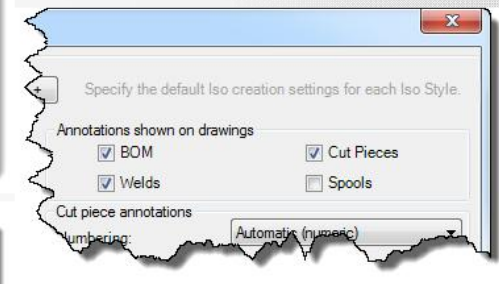 Specify the default Iso creation settings for each Iso Style.
Annotations shown on drawings
BOM Cut Pieces
Welds Spools
Cut piece annotations
Numbering: Automatic (numeric)